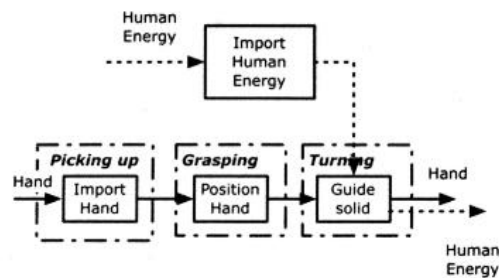 Human
Energy
Import
Human
Energy
Picking up
Grasping
Turning
Hand
Import
Hand
Position
Hand
Guide
solid
Hand
Human
Energy